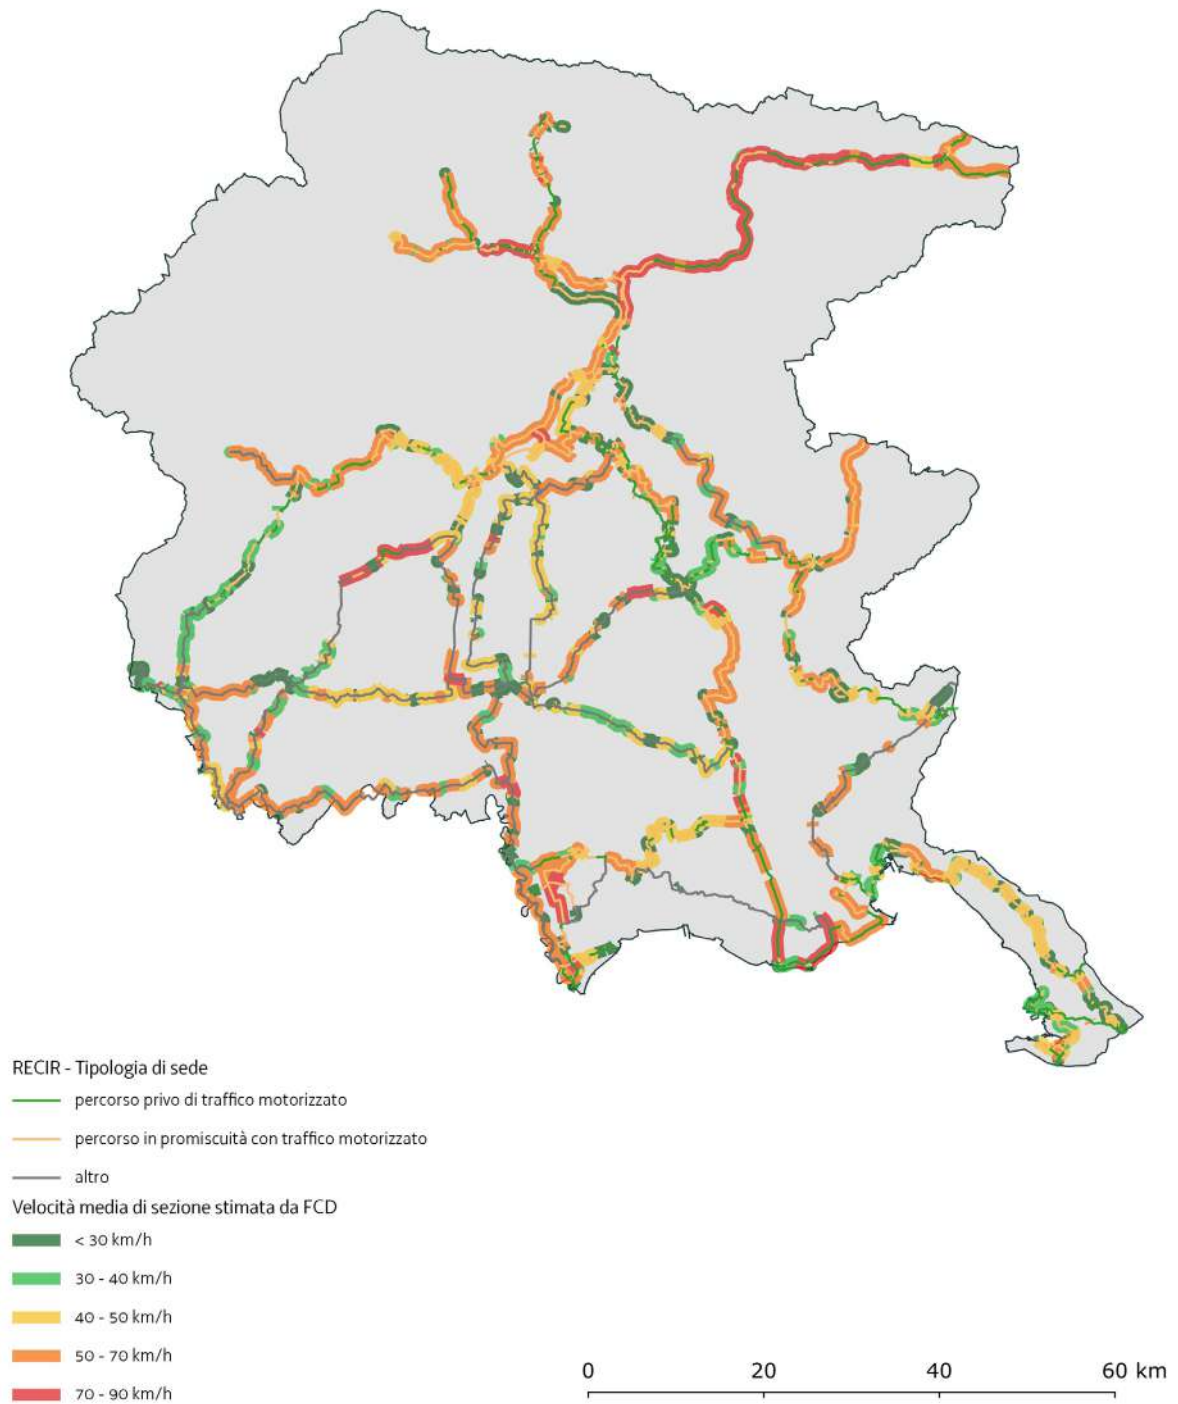 RECIR - Tipologia di sede
percorso privo di traffico motorizzato
percorso in promiscuità con traffico motorizzato
altro
Velocità media di sezione stimata da FCD
< 30 km/h
30 - 40 km/h
40 - 50 km/h
50 - 70 km/h
70 - 90 km/h
0 20 40 60 km